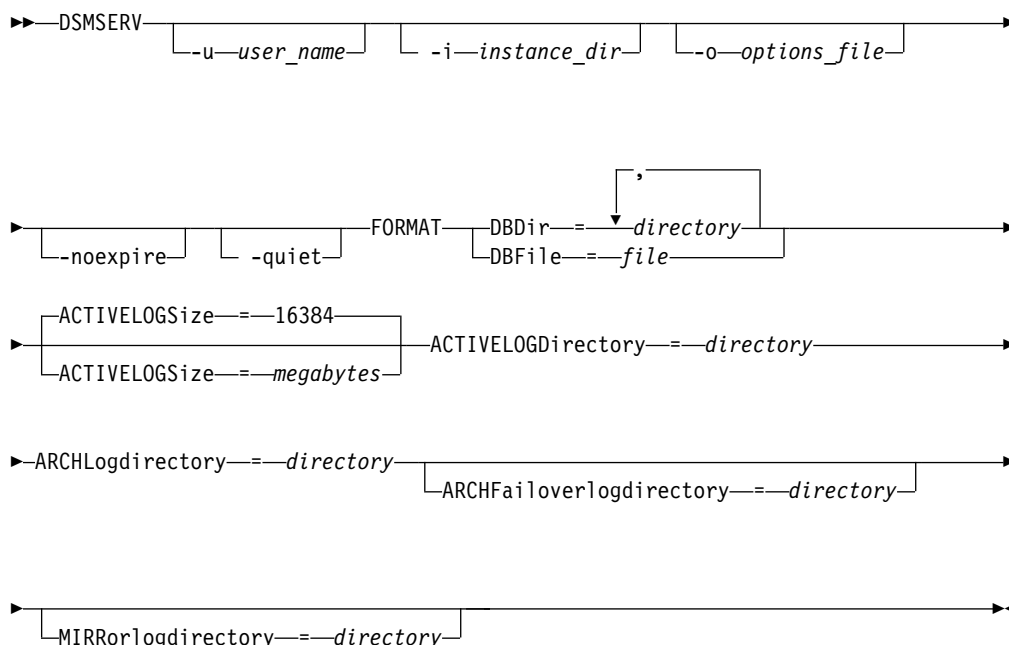 DSMSERV
-u user_name -i instance_dir -o options_file
,
FORMAT DBDir = directory
-noexpire -quiet DBFile = file
ACTIVELOGSize = 16384
ACTIVELOGDirectory = directory
ACTIVELOGSize = megabytes
ARCHLogdirectory = directory
ARCHFailoverlogdirectory = directory
MIRRorlogdirectory = directory